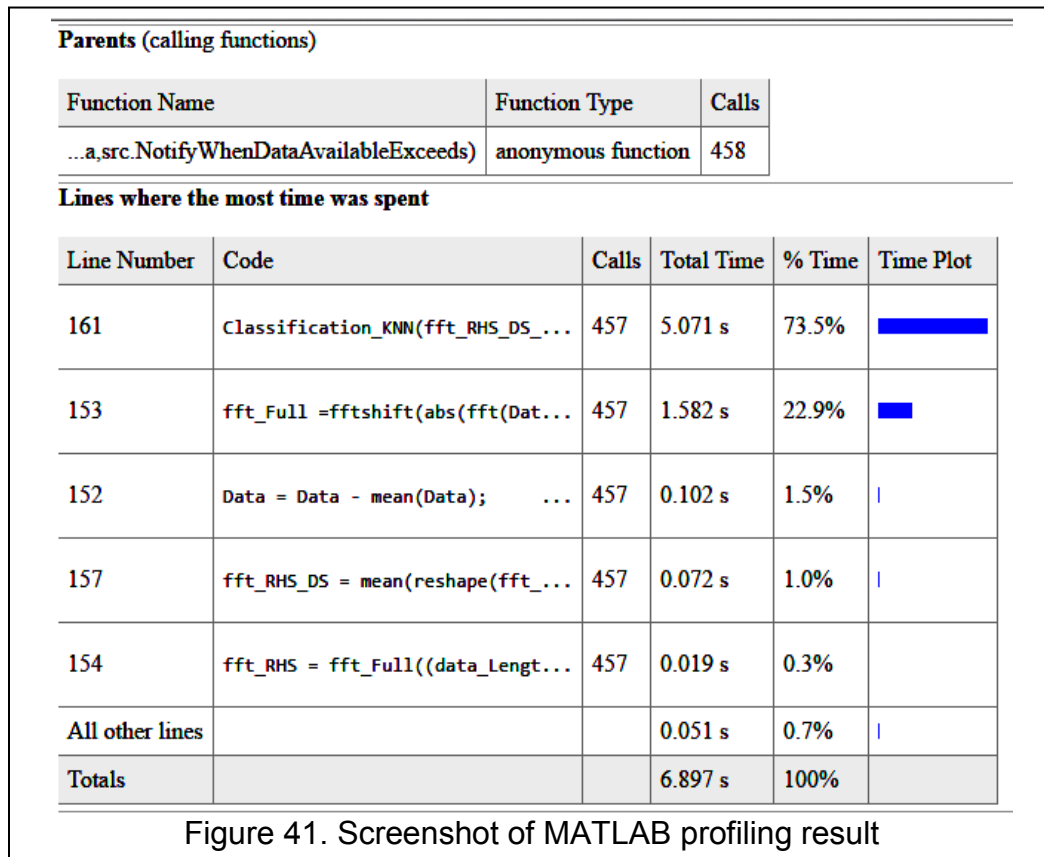 Parents (calling functions)
Function Name Function Type Calls
...a,src.NotifyWhenDataAvailableExceeds) anonymous function 458
Lines where the most time was spent
Line Number Code Calls Total Time % Time Time Plot
161 Classification_KNN(fft_RHS_DS_... 457 5.071 s 73.5%
153 fft_Full =fftshift(abs(fft(Dat... 457 1.582 s 22.9%
152 Data = Data - mean(Data); ... 457 0.102 s 1.5%
157 fft_RHS_DS = mean(reshape(fft_... 457 0.072 s 1.0%
154 fft_RHS = fft_Full((data_Lengt... 457 0.019 s 0.3%
All other lines 0.051 s 0.7%
Totals 6.897 s 100%
Figure 41. Screenshot of MATLAB profiling result